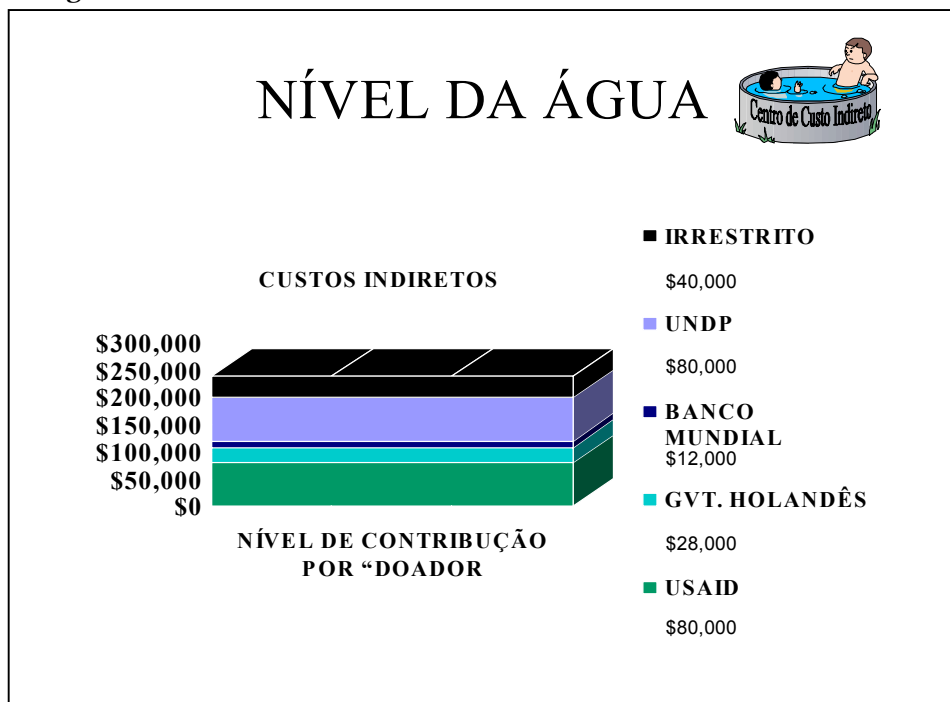 NÍVEL DA ÁGUA
Centro de Custo Indireto
CUSTOS INDIRETOS
$300,000
$250,000
$200,000
$150,000
$100,000
$50,000
$0
NÍVEL DE CONTRIBUÇÃO
POR “DOADOR
IRRESTRITO
$40,000
UNDP
$80,000
BANCO
MUNDIAL
$12,000
GVT. HOLANDÊS
$28,000
USAID
$80,000